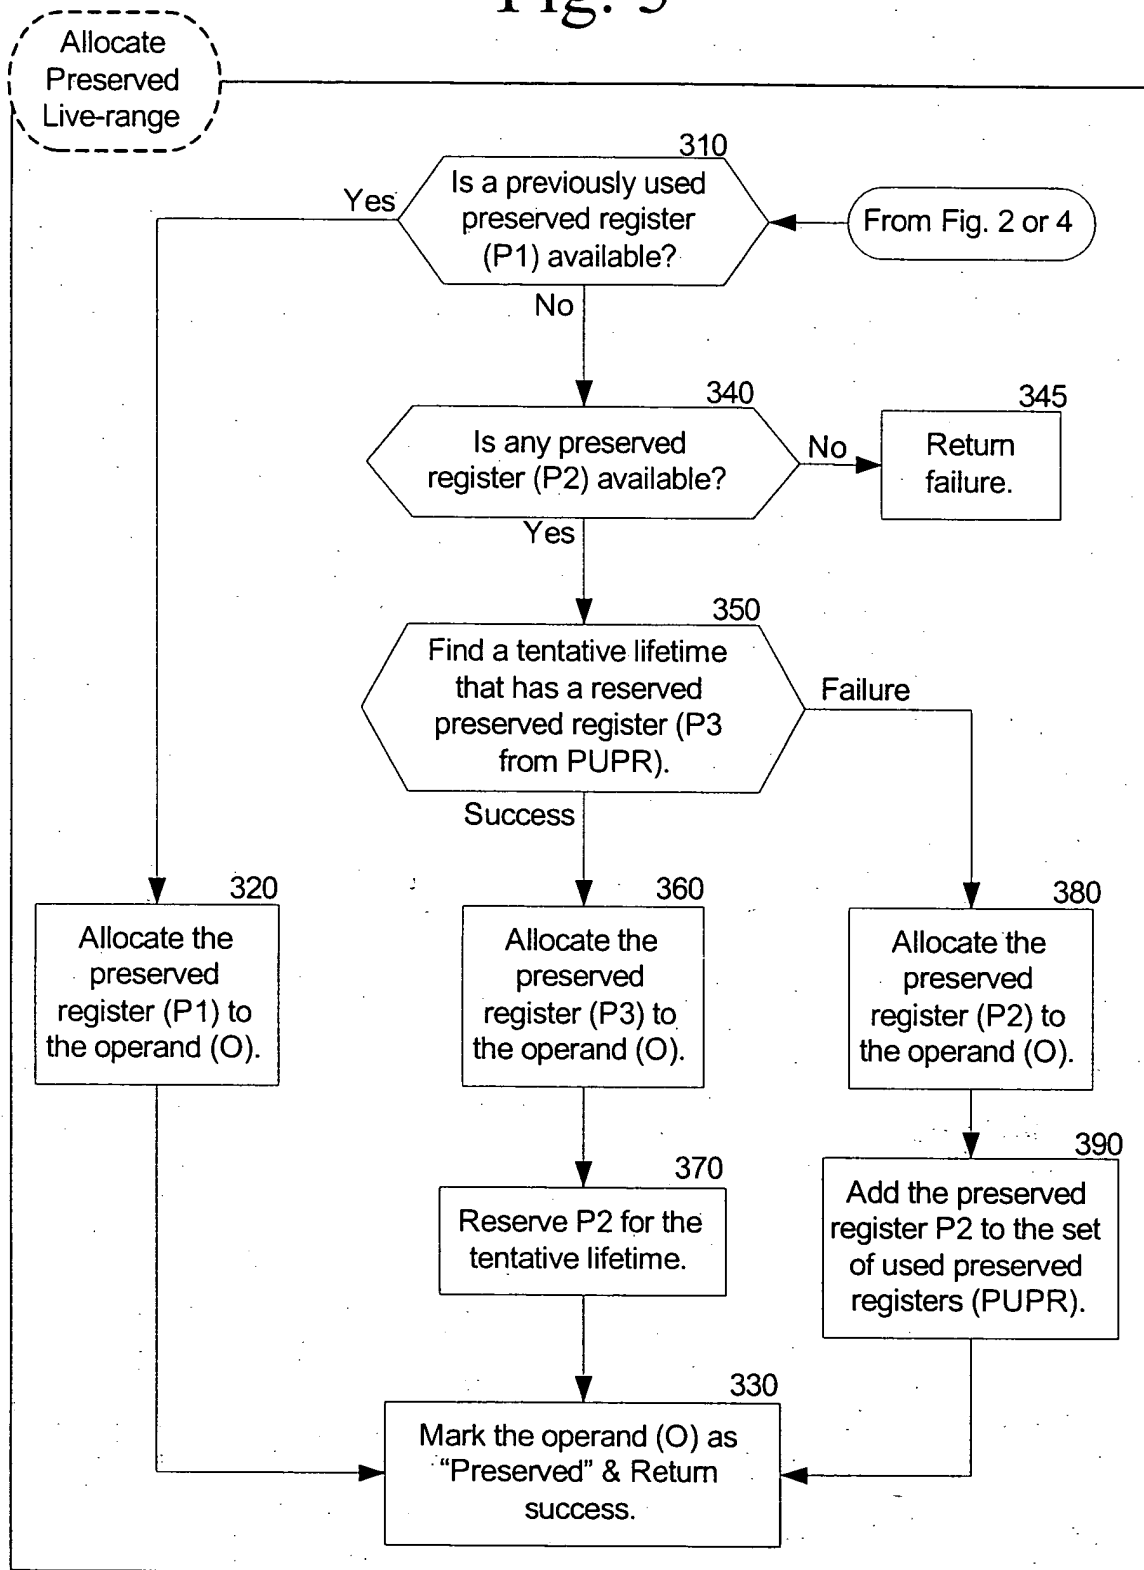 Fig. 3
Allocate
Preserved
Live-range
310
Is a previously used
preserved register
(P1) available?
Yes
From Fig. 2 or 4
No
340
Is any preserved
register (P2) available?
No
345
Return
failure.
Yes
350
Find a tentative lifetime
that has a reserved
preserved register (P3
from PUPR).
Failure
Success
320
Allocate the
preserved
register (P1) to
the operand (O).
360
Allocate the
preserved
register (P3) to
the operand (O).
380
Allocate the
preserved
register (P2) to
the operand (O).
370
Reserve P2 for the
tentative lifetime.
390
Add the preserved
register P2 to the set
of used preserved
registers (PUPR).
330
Mark the operand (O) as
“Preserved” & Return
success.